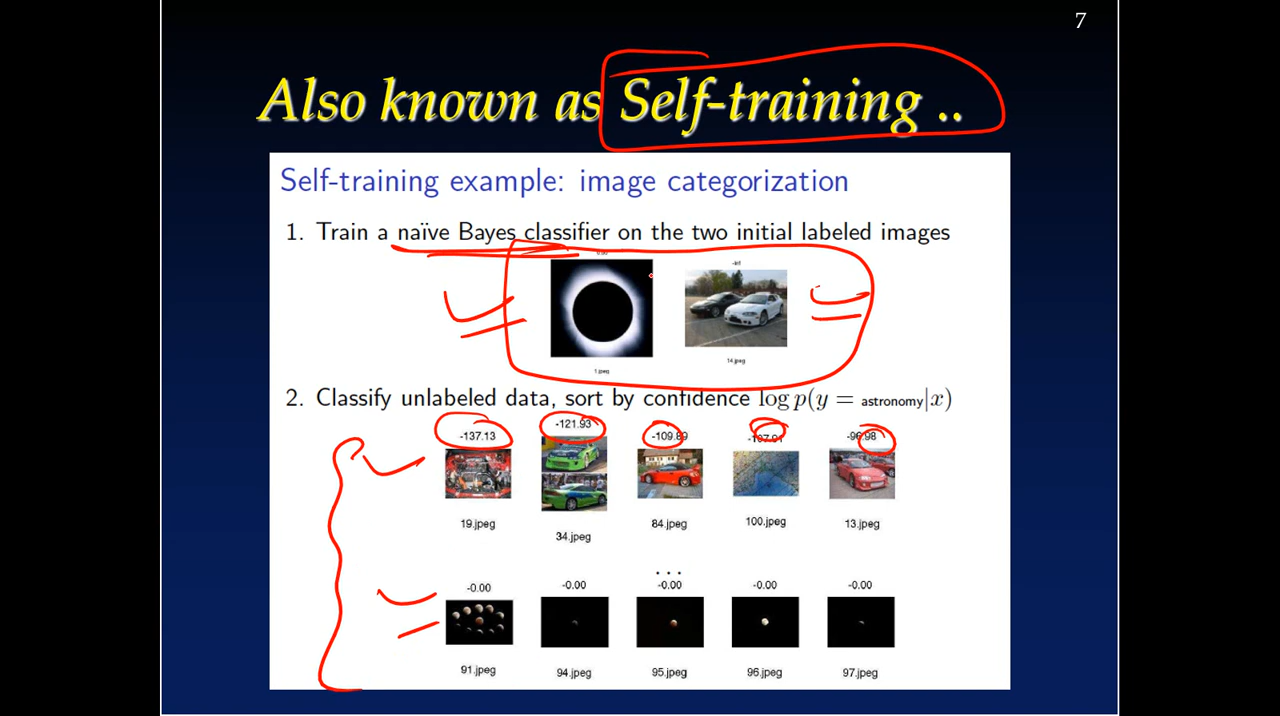 7
Also known as Self-training ..
Self-training example: image categorization
1. Train a naïve Bayes classifier on the two initial labeled images
-Inf
1.jpeg 14.jpeg
2. Classify unlabeled data, sort by confidence log p(y = astronomy|x)
-137.13 -121.93 -109.89 -96.98
19.jpeg 34.jpeg 84.jpeg 100.jpeg 13.jpeg
...
-0.00 -0.00 -0.00 -0.00 -0.00
91.jpeg 94.jpeg 95.jpeg 96.jpeg 97.jpeg